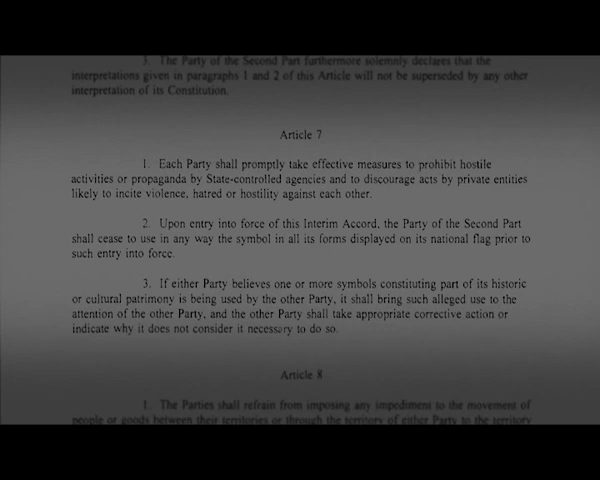 3. The Party of the Second Part furthermore solemnly declares that the
interpretations given in paragraphs 1 and 2 of this Article will not be superseded by any other
interpretation of its Constitution.
Article 7
1. Each Party shall promptly take effective measures to prohibit hostile
activities or propaganda by State-controlled agencies and to discourage acts by private entities
likely to incite violence, hatred or hostility against each other.
2. Upon entry into force of this Interim Accord, the Party of the Second Part
shall cease to use in any way the symbol in all its forms displayed on its national flag prior to
such entry into force.
3. If either Party believes one or more symbols constituting part of its historic
or cultural patrimony is being used by the other Party, it shall bring such alleged use to the
attention of the other Party, and the other Party shall take appropriate corrective action or
indicate why it does not consider it necessary to do so.
Article 8
1. The Parties shall refrain from imposing any impediment to the movement of
people or goods between their territories or through the territory of either Party to the territory